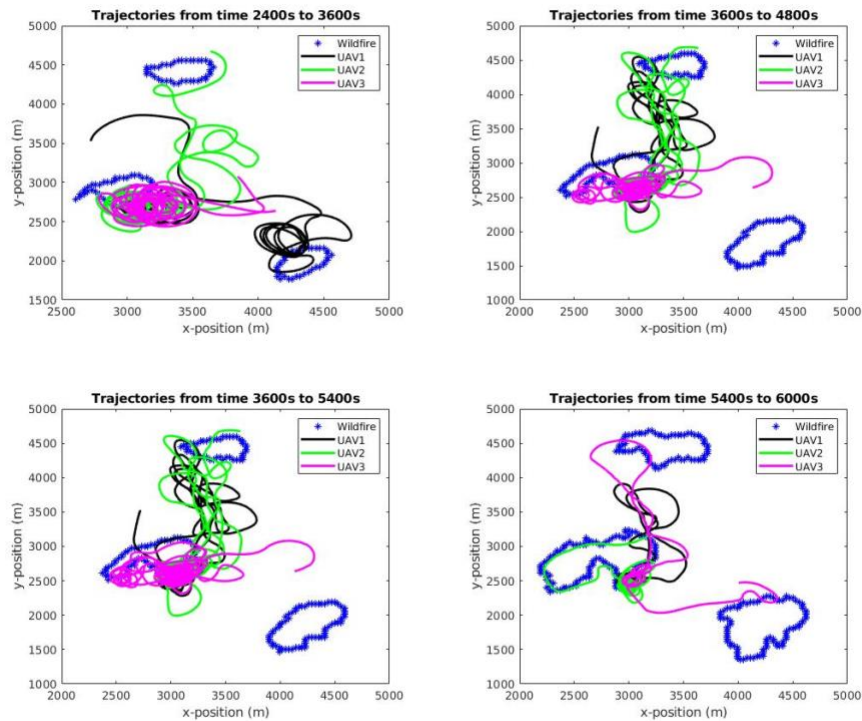 Trajectories from time 2400s to 3600s
5000
4500
4000
3500
3000
2500
2000
1500
y-position (m)
Wildfire
UAV1
UAV2
UAV3
2500 3000 3500 4000 4500 5000
x-position (m)
Trajectories from time 3600s to 4800s
5000
4500
4000
3500
3000
2500
2000
1500
1000
y-position (m)
Wildfire
UAV1
UAV2
UAV3
2000 2500 3000 3500 4000 4500 5000
x-position (m)
Trajectories from time 3600s to 5400s
5000
4500
4000
3500
3000
2500
2000
1500
1000
y-position (m)
Wildfire
UAV1
UAV2
UAV3
2000 2500 3000 3500 4000 4500 5000
x-position (m)
Trajectories from time 5400s to 6000s
5000
4500
4000
3500
3000
2500
2000
1500
1000
y-position (m)
Wildfire
UAV1
UAV2
UAV3
2000 2500 3000 3500 4000 4500 5000
x-position (m)